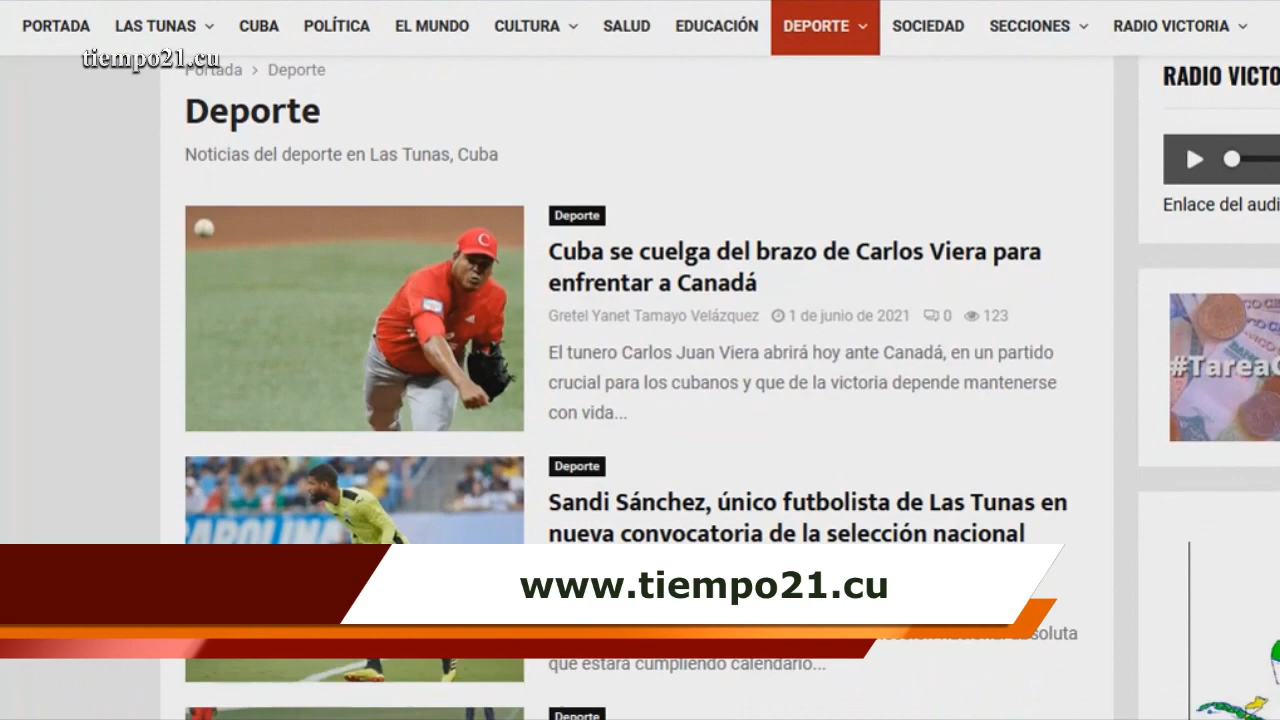 PORTADA LAS TUNAS CUBA POLÍTICA EL MUNDO CULTURA SALUD EDUCACIÓN DEPORTE SOCIEDAD SECCIONES RADIO VICTORIA
tiempo21.cu
Portada > Deporte
RADIO VICTO
Deporte
Noticias del deporte en Las Tunas, Cuba
Enlace del audi
Deporte
Cuba se cuelga del brazo de Carlos Viera para
enfrentar a Canadá
Gretel Yanet Tamayo Velázquez 1 de junio de 2021 0 123
El tunero Carlos Juan Viera abrirá hoy ante Canadá, en un partido
crucial para los cubanos y que de la victoria depende mantenerse
con vida...
C
#Tarea
Deporte
Sandi Sánchez, único futbolista de Las Tunas en
nueva convocatoria de la selección nacional
www.tiempo21.cu
que estará cumpliendo calendario...
Deporte